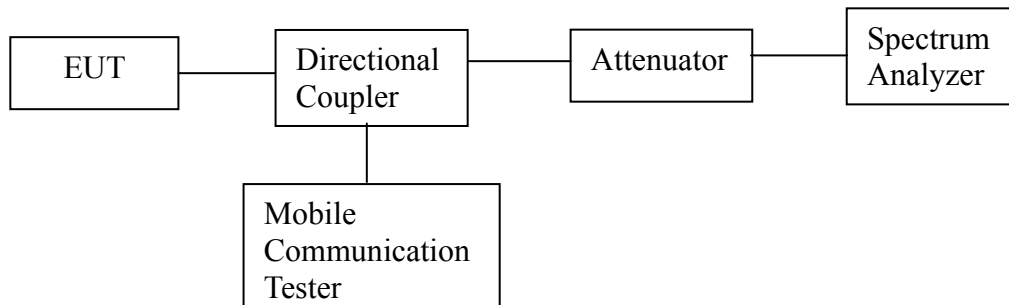 EUT
Directional
Coupler
Attenuator
Spectrum
Analyzer
Mobile
Communication
Tester